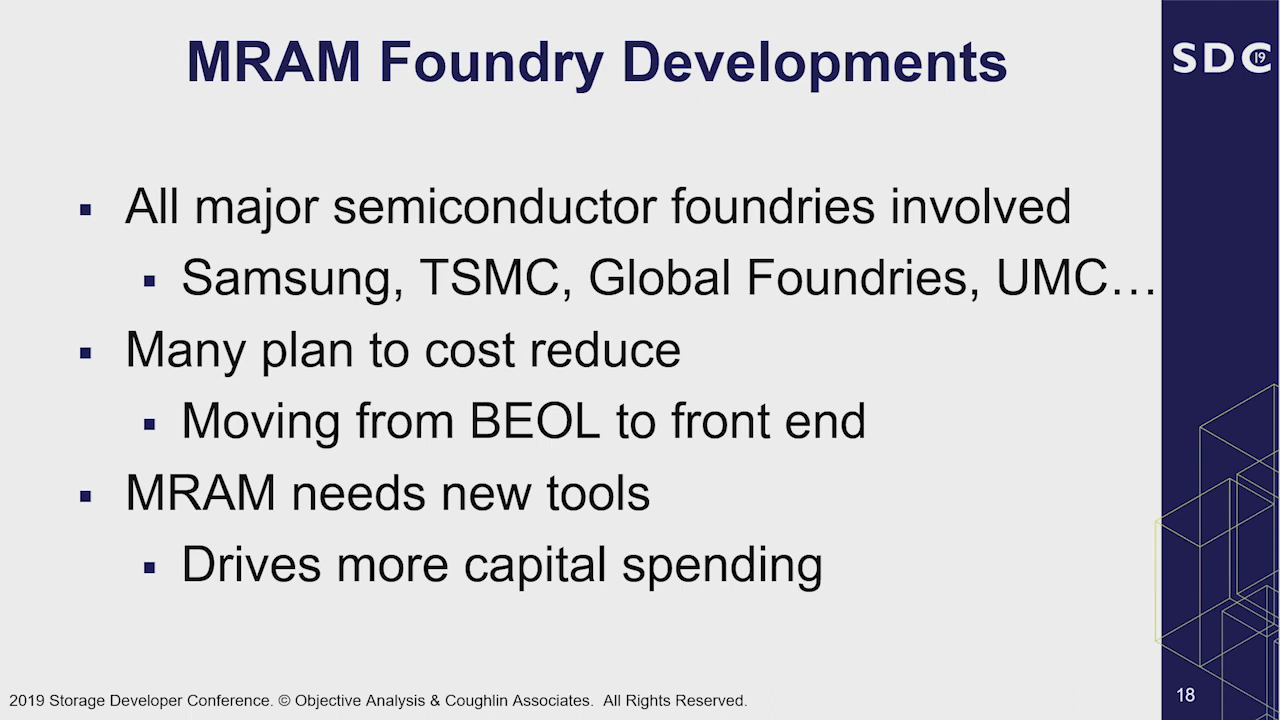 MRAM Foundry Developments
SDC
19
▪ All major semiconductor foundries involved
▪ Samsung, TSMC, Global Foundries, UMC…
▪ Many plan to cost reduce
▪ Moving from BEOL to front end
▪ MRAM needs new tools
▪ Drives more capital spending
2019 Storage Developer Conference. © Objective Analysis & Coughlin Associates. All Rights Reserved.
18